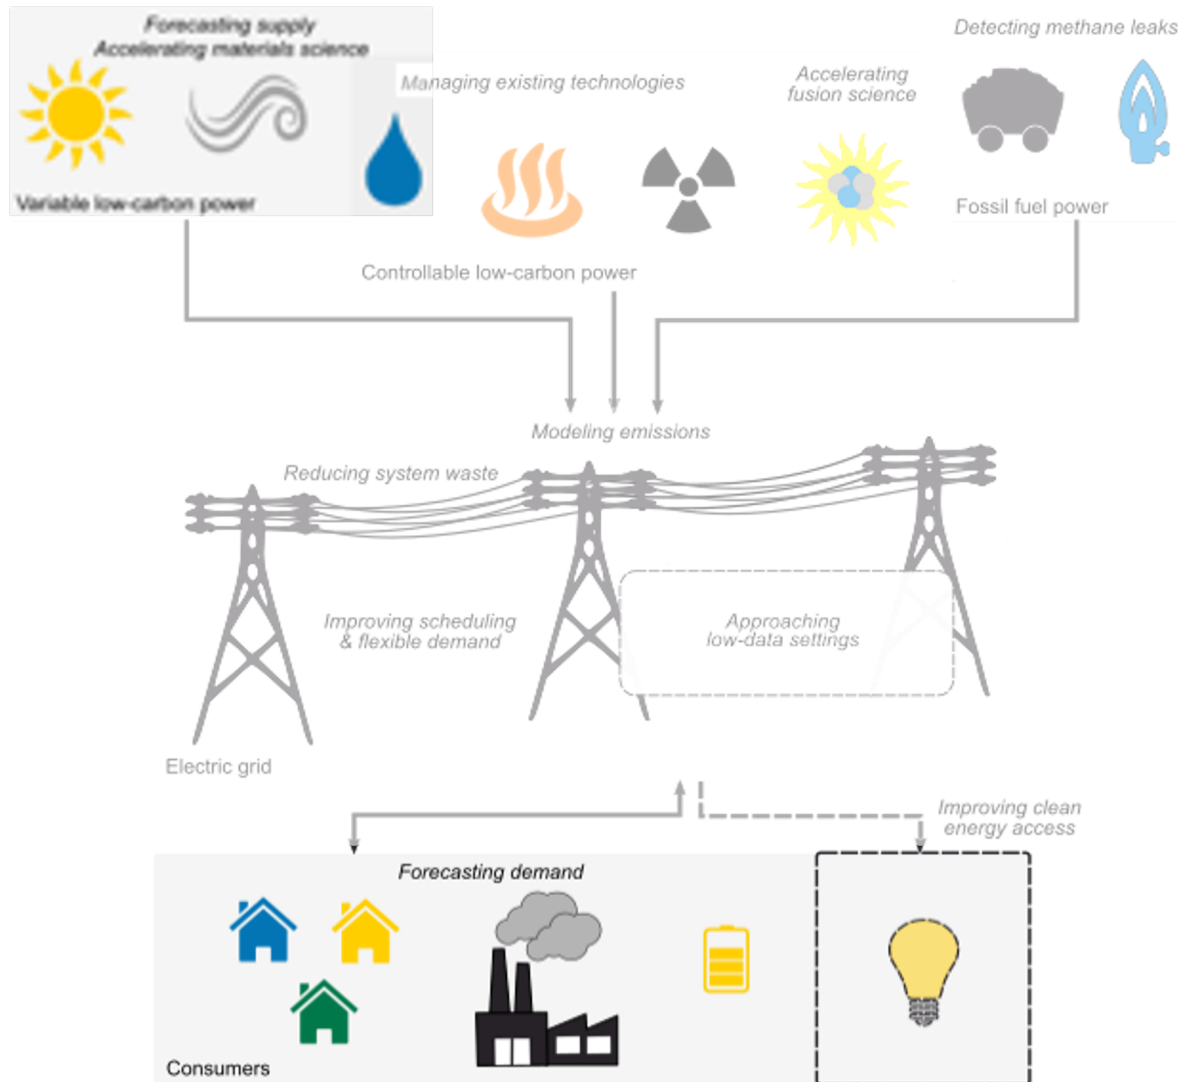 Forecasting supply
Accelerating materials science
Variable low-carbon power
Managing existing technologies
Controllable low-carbon power
Accelerating
fusion science
Detecting methane leaks
Fossil fuel power
Modeling emissions
Reducing system waste
Improving scheduling
& flexible demand
Approaching
low-data settings
Electric grid
Improving clean
energy access
Forecasting demand
Consumers